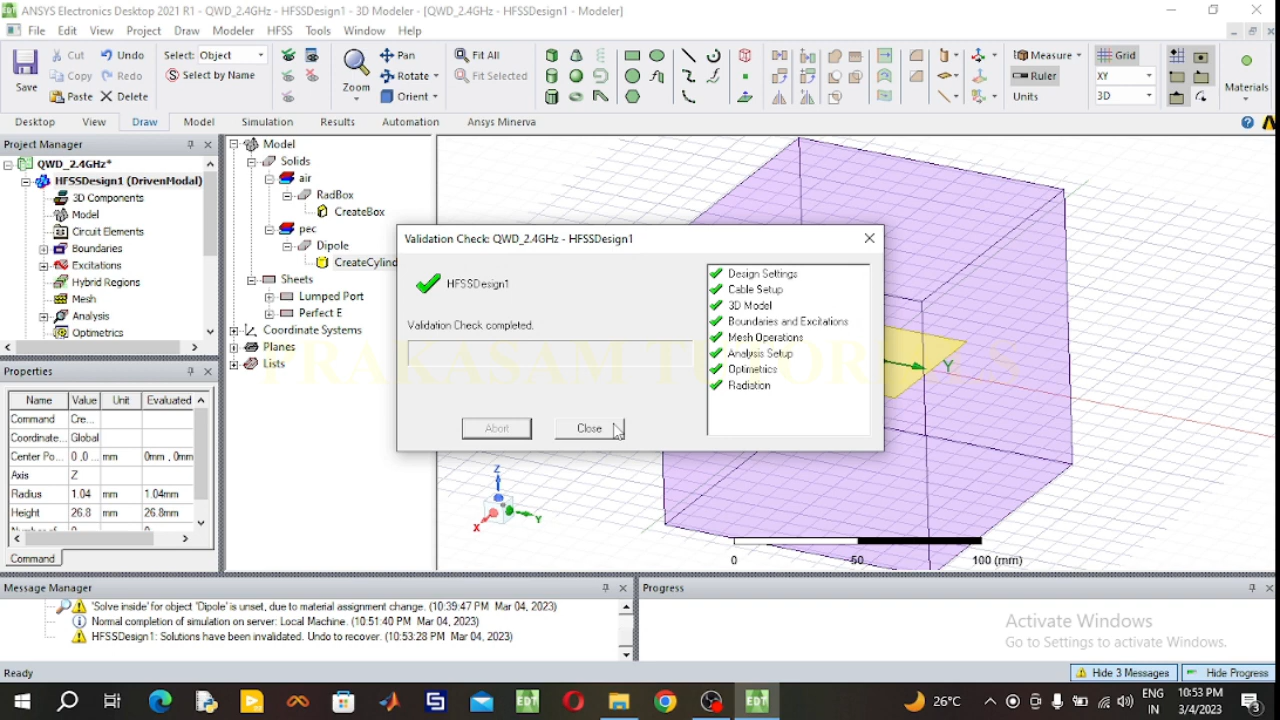 ANSYS Electronics Desktop 2021 R1 - QWD_2.4GHz - HFSSDesign1 - 3D Modeler - [QWD_2.4GHz - HFSSDesign1 - Modeler]
File Edit View Project Draw Modeler HFSS Tools Window Help
Save
Cut
Copy
Paste
Undo
Redo
Delete
Select: Object
Select by Name
Zoom
Pan
Rotate
Orient
Fit All
Fit Selected
Measure
Ruler
Units
Grid
XY
3D
Materials
Desktop View Draw Model Simulation Results Automation Ansys Minerva
Project Manager
QWD_2.4GHz*
HFSSDesign1 (DrivenModal)
3D Components
Model
Circuit Elements
Boundaries
Excitations
Hybrid Regions
Mesh
Analysis
Optimetrics
Model
Solids
air
RadBox
CreateBox
pec
Dipole
CreateCylind
Sheets
Lumped Port
Perfect E
Coordinate Systems
Planes
Lists
Validation Check: QWD_2.4GHz - HFSSDesign1
HFSSDesign1
Validation Check completed.
Abort Close
Design Settings
Cable Setup
3D Model
Boundaries and Excitations
Mesh Operations
Analysis Setup
Optimetrics
Radiation
PRAKASAM TUTORIALS
Properties
Name Value Unit Evaluated
Command Cre...
Coordinate... Global
Center Po... 0 ,0 ... mm 0mm , 0mm
Axis Z
Radius 1.04 mm 1.04mm
Height 26.8 mm 26.8mm
Command
Y
Z
X
Y
0 50 100 (mm)
Message Manager
'Solve inside' for object 'Dipole' is unset, due to material assignment change. (10:39:47 PM Mar 04, 2023)
Normal completion of simulation on server: Local Machine. (10:51:40 PM Mar 04, 2023)
HFSSDesign1: Solutions have been invalidated. Undo to recover. (10:53:28 PM Mar 04, 2023)
Progress
Activate Windows
Go to Settings to activate Windows.
Ready
Hide 3 Messages Hide Progress
EDT
EDT
26°C
ENG
IN
10:53 PM
3/4/2023
3